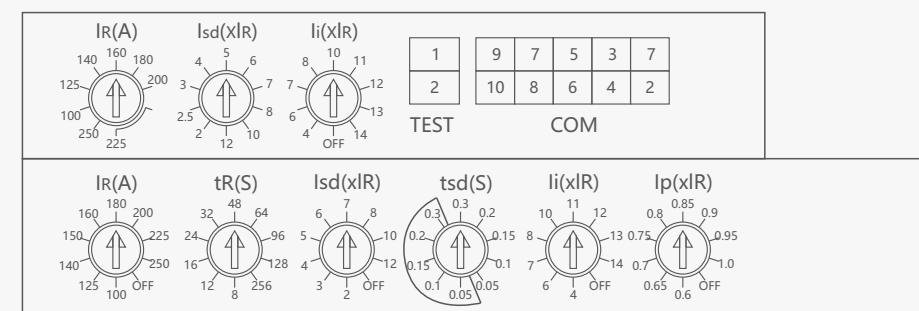 IR(A) Isd(xIR) Ii(xIR)
140 160 180 200 225 250 100 125
4 5 6 7 8 10 12 2 2.5 3
8 10 11 12 13 14 OFF 4 6 7
1 9 7 5 3 7
2 10 8 6 4 2
TEST COM
IR(A) tR(S) Isd(xIR) tsd(S) Ii(xIR) Ip(xIR)
160 180 200 225 250 OFF 100 125 140 150
32 48 64 96 128 256 8 12 16 24
6 7 8 10 12 OFF 2 3 4 5
0.3 0.3 0.2 0.15 0.1 0.05 0.05 0.1 0.15 0.2
10 11 12 13 14 OFF 4 6 7 8
0.8 0.85 0.9 0.95 1.0 OFF 0.6 0.65 0.7 0.75